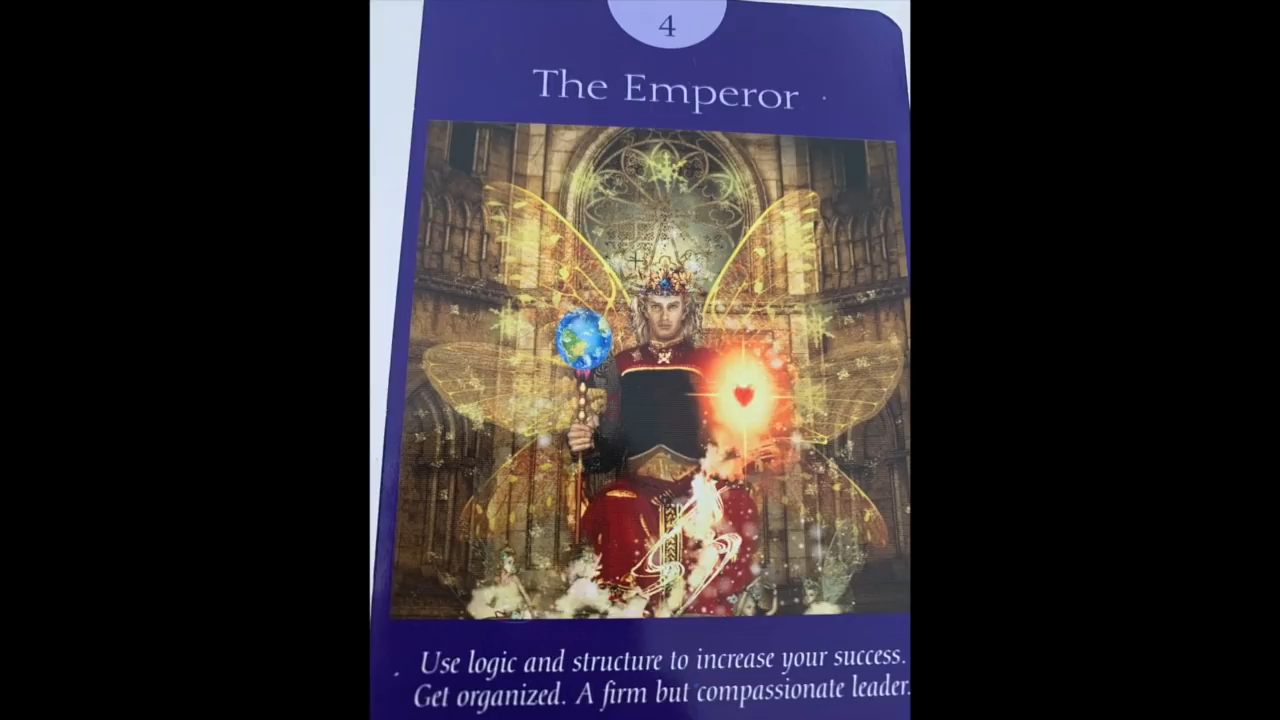 4
The Emperor
Use logic and structure to increase your success.
Get organized. A firm but compassionate leader.